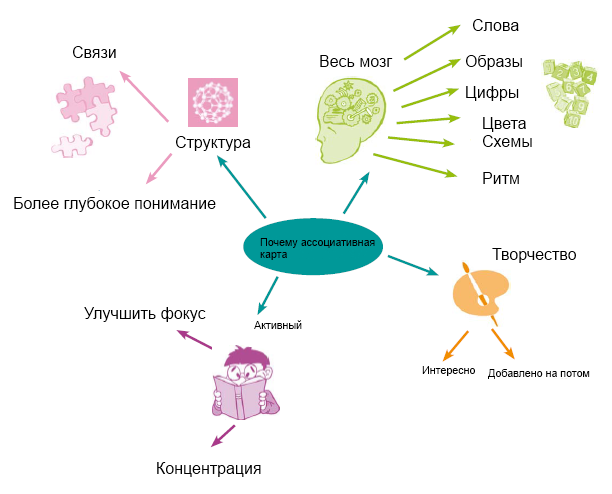 Слова
Связи
Весь мозг
Образы
Цифры
Цвета
Схемы
Структура
Ритм
Более глубокое понимание
Почему ассоциативная
карта
Творчество
Улучшить фокус
Активный
Интересно
Добавлено на потом
Концентрация